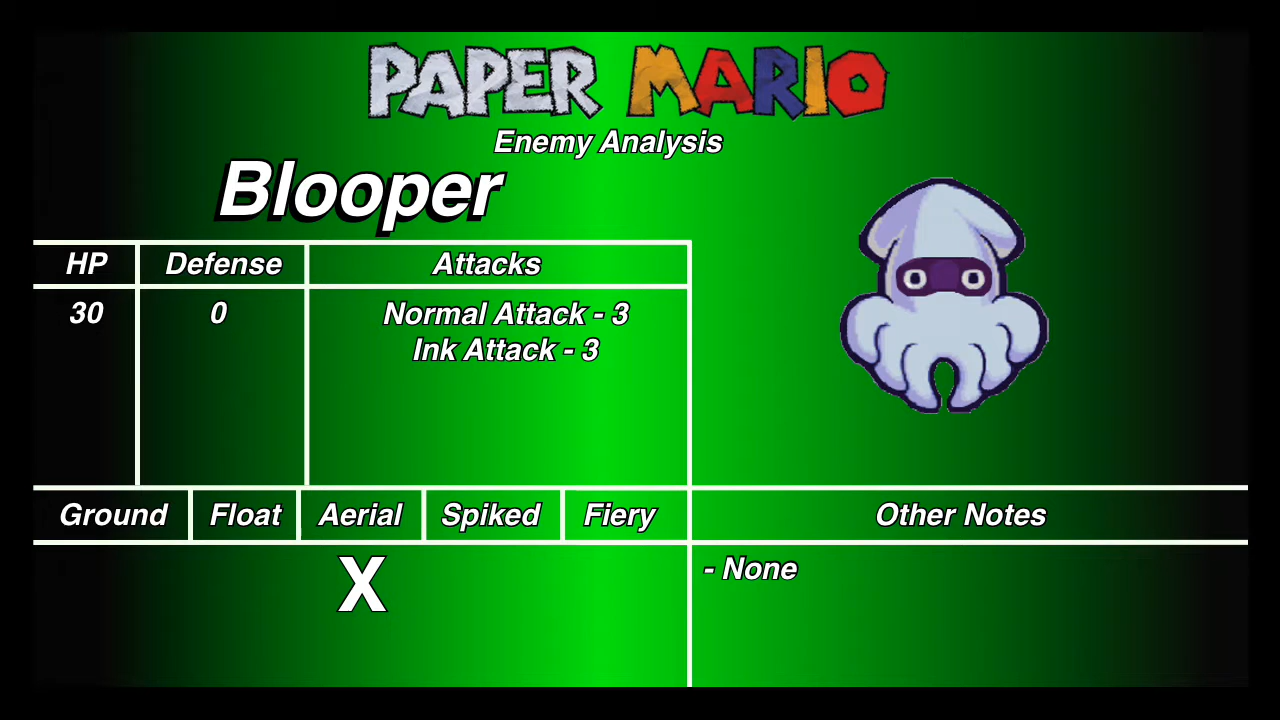 PAPER MARIO
Enemy Analysis
Blooper
HP Defense Attacks
30 0 Normal Attack - 3
Ink Attack - 3
Ground Float Aerial Spiked Fiery Other Notes
X - None